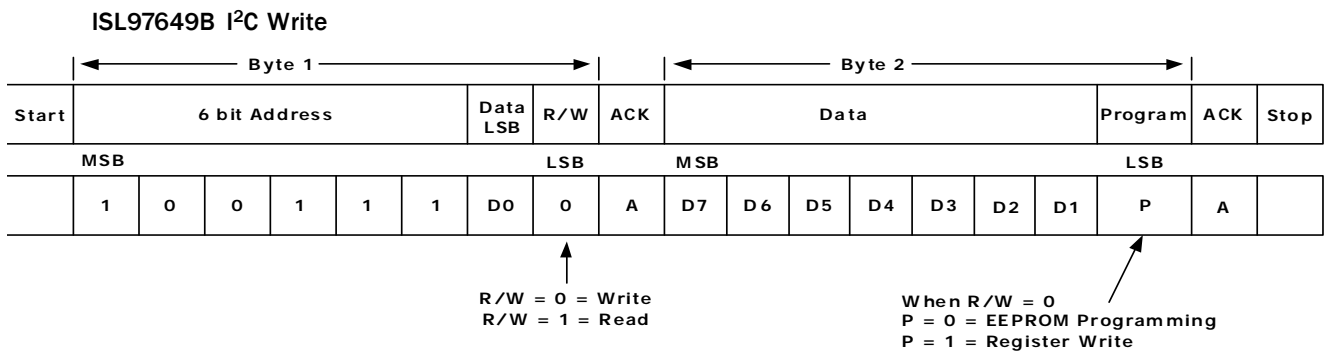 ISL97649B I²C Write
Byte 1 Byte 2
Start 6 bit Address Data LSB R/W ACK Data Program ACK Stop
MSB LSB MSB LSB
1 0 0 1 1 1 D0 0 A D7 D6 D5 D4 D3 D2 D1 P A
R/W = 0 = Write
R/W = 1 = Read
When R/W = 0
P = 0 = EEPROM Programming
P = 1 = Register Write